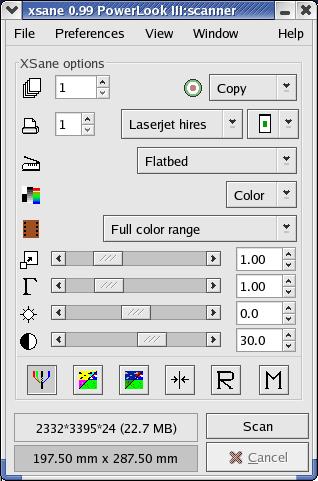 xsane 0.99 PowerLook III:scanner
File Preferences View Window Help
XSane options
1 Copy
1 Laserjet hires
Flatbed
Color
Full color range
1.00
Γ 1.00
0.0
30.0
R M
2332*3395*24 (22.7 MB) Scan
197.50 mm x 287.50 mm Cancel